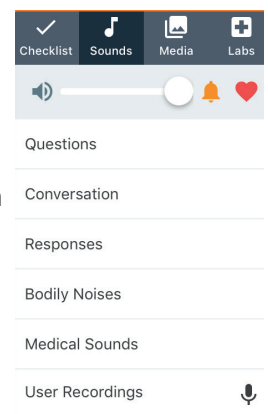 Checklist Sounds Media Labs
Questions
Conversation
Responses
Bodily Noises
Medical Sounds
User Recordings